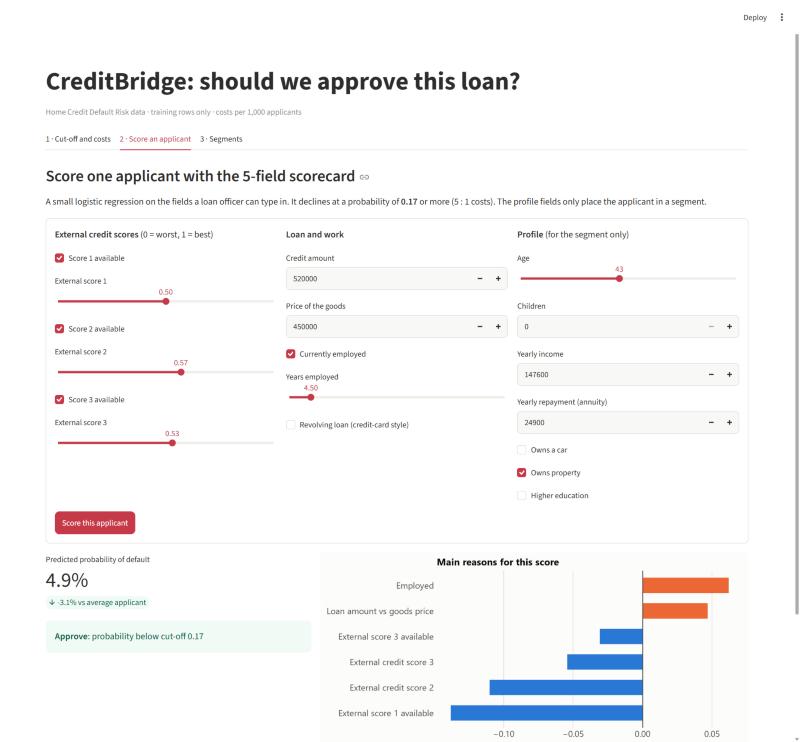 Deploy
CreditBridge: should we approve this loan?
Home Credit Default Risk data · training rows only · costs per 1,000 applicants
1 · Cut-off and costs
2 · Score an applicant
3 · Segments
Score one applicant with the 5-field scorecard
A small logistic regression on the fields a loan officer can type in. It declines at a probability of 0.17 or more (5 : 1 costs). The profile fields only place the applicant in a segment.
External credit scores (0 = worst, 1 = best)
Score 1 available
External score 1
0.50
Score 2 available
External score 2
0.57
Score 3 available
External score 3
0.53
Loan and work
Credit amount
520000
Price of the goods
450000
Currently employed
Years employed
4.50
Revolving loan (credit-card style)
Profile (for the segment only)
Age
43
Children
0
Yearly income
147600
Yearly repayment (annuity)
24900
Owns a car
Owns property
Higher education
Score this applicant
Predicted probability of default
4.9%
↓ -3.1% vs average applicant
Approve: probability below cut-off 0.17
Main reasons for this score
Employed
Loan amount vs goods price
External score 3 available
External credit score 3
External credit score 2
External score 1 available
−0.10 −0.05 0.00 0.05